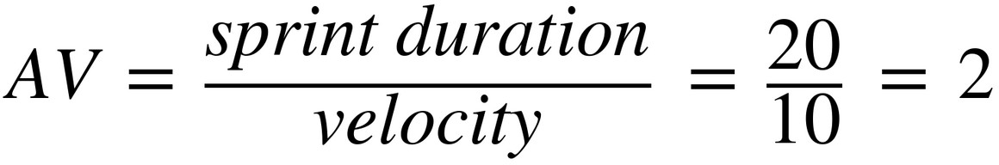 AV = sprint duration / velocity = 20 / 10 = 2